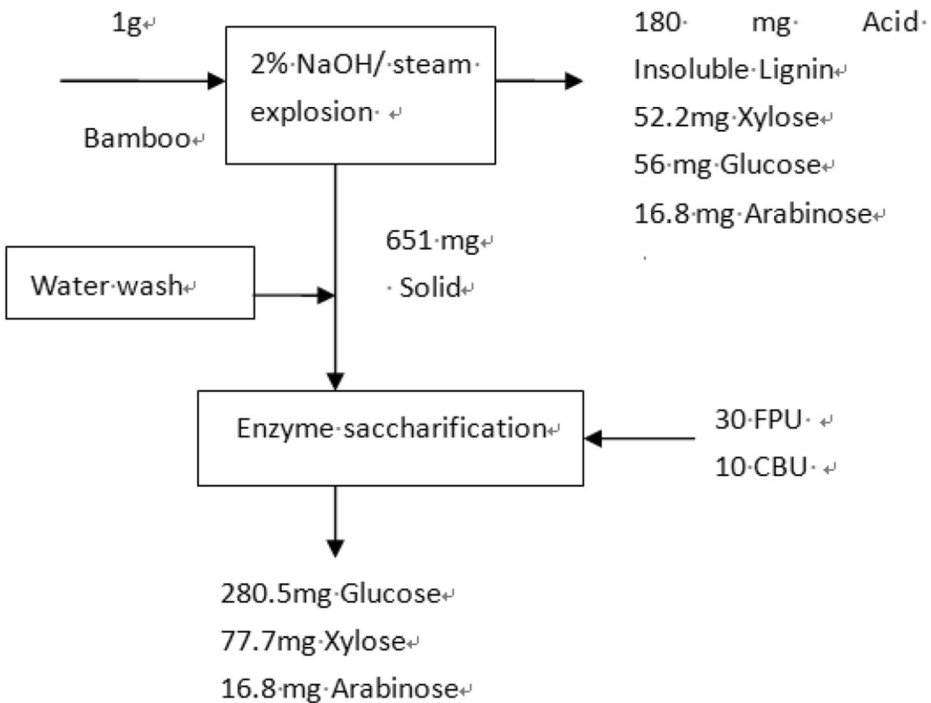 1g↵
Bamboo↵
2%·NaOH/·steam·
explosion· ↵
180· mg· Acid·
Insoluble·Lignin↵
52.2mg·Xylose↵
56·mg·Glucose↵
16.8·mg·Arabinose↵
651·mg↵
· Solid↵
Water·wash↵
Enzyme·saccharification↵
30·FPU· ↵
10·CBU· ↵
280.5mg·Glucose↵
77.7mg·Xylose↵
16.8·mg·Arabinose↵